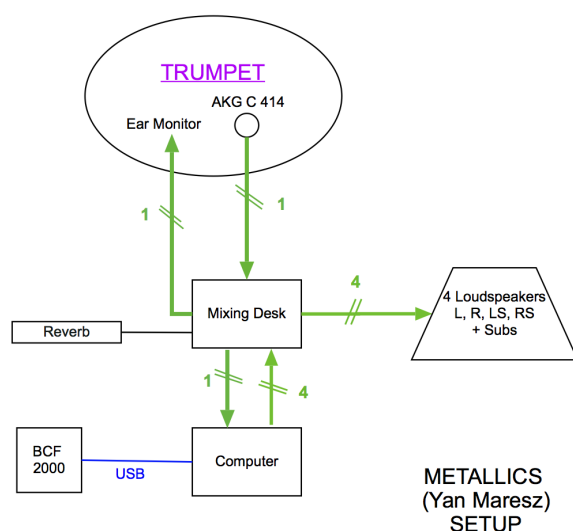 TRUMPET
AKG C 414
Ear Monitor
1
1
4
Mixing Desk
4 Loudspeakers
L, R, LS, RS
+ Subs
Reverb
1
4
BCF
2000
USB
Computer
METALLICS
(Yan Maresz)
SETUP